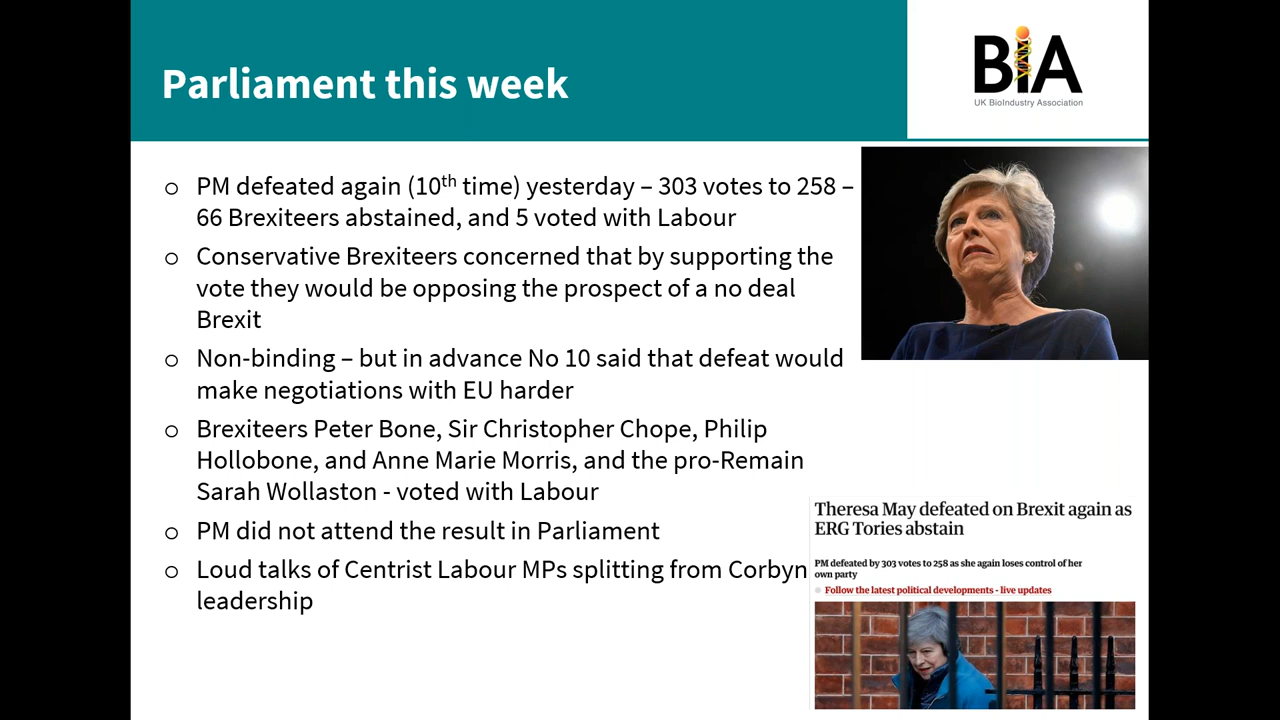 Parliament this week
BiA
UK BioIndustry Association
○ PM defeated again (10th time) yesterday – 303 votes to 258 –
66 Brexiteers abstained, and 5 voted with Labour
○ Conservative Brexiteers concerned that by supporting the
vote they would be opposing the prospect of a no deal
Brexit
○ Non-binding – but in advance No 10 said that defeat would
make negotiations with EU harder
○ Brexiteers Peter Bone, Sir Christopher Chope, Philip
Hollobone, and Anne Marie Morris, and the pro-Remain
Sarah Wollaston - voted with Labour
○ PM did not attend the result in Parliament
○ Loud talks of Centrist Labour MPs splitting from Corbyn
leadership
Theresa May defeated on Brexit again as
ERG Tories abstain
PM defeated by 303 votes to 258 as she again loses control of her
own party
Follow the latest political developments - live updates